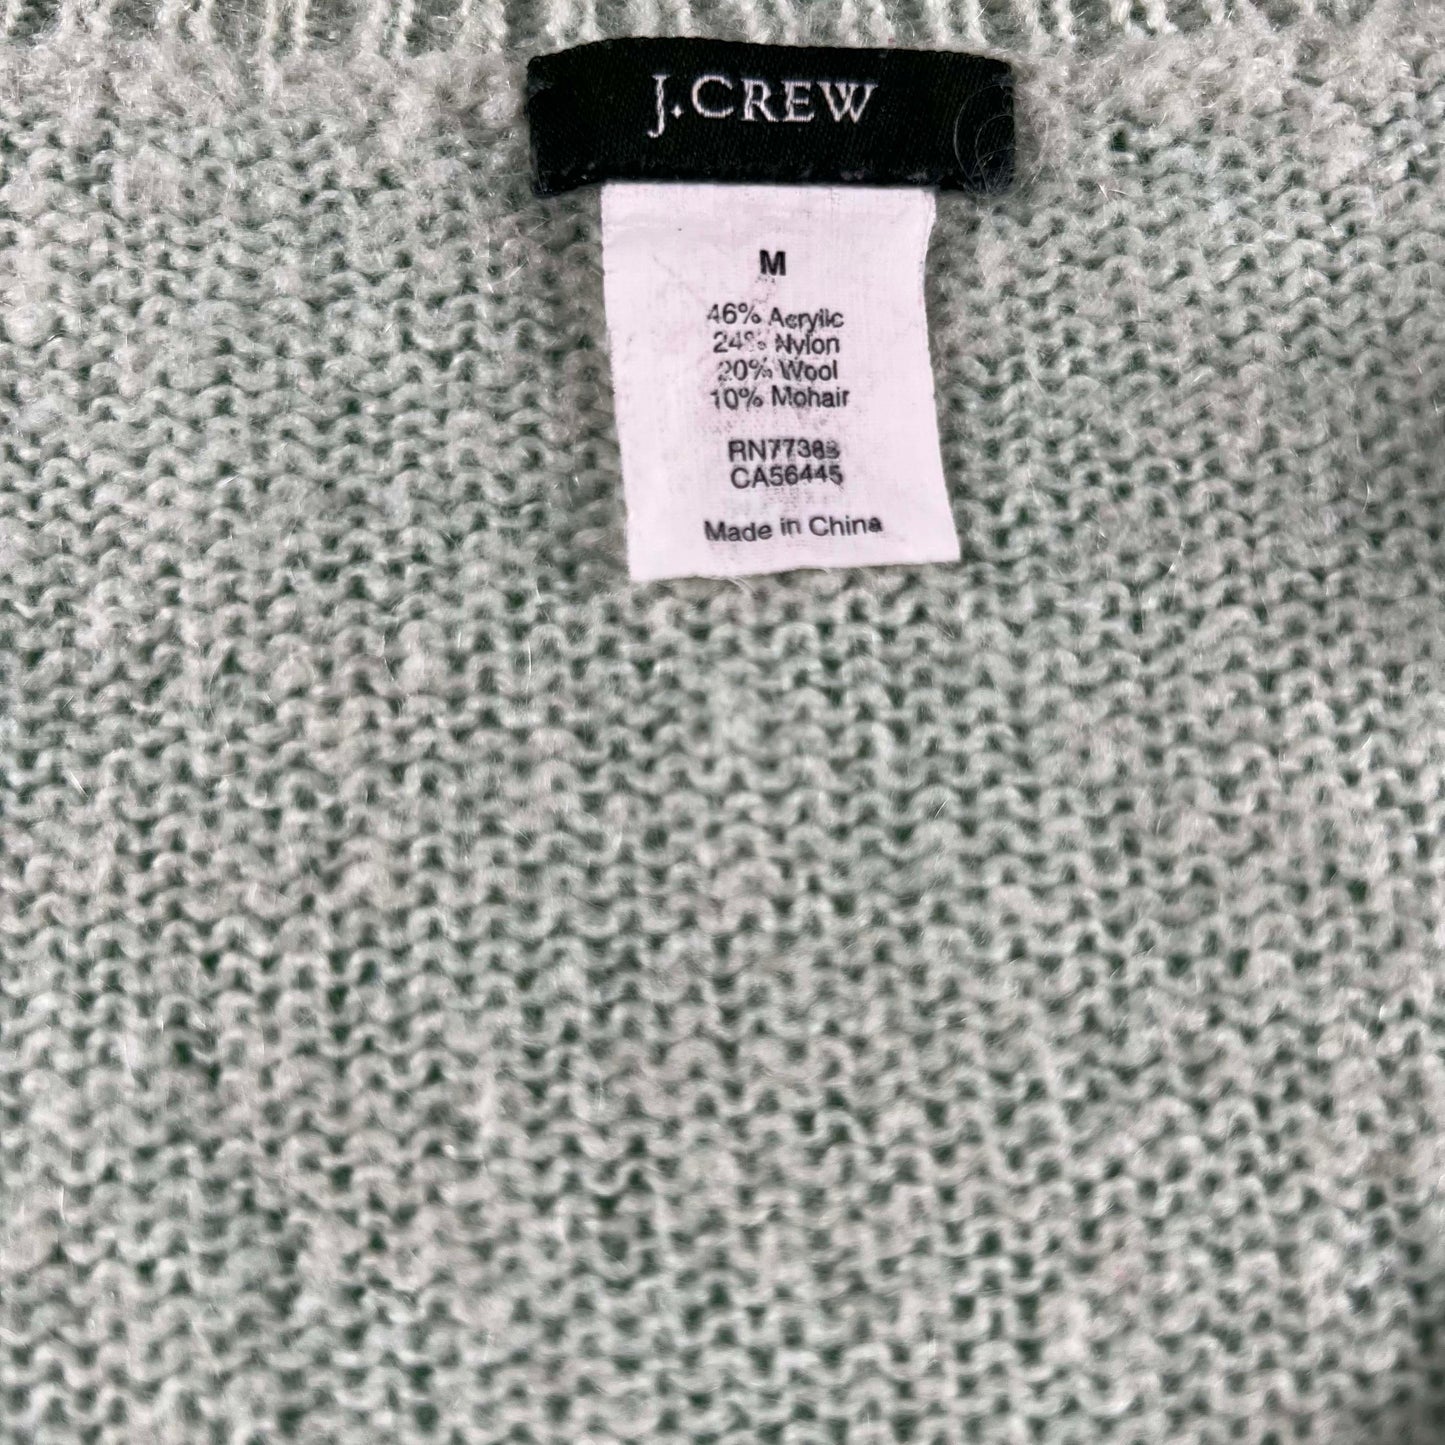 J.CREW
M
46% Acrylic
24% Nylon
20% Wool
10% Mohair
RN77388
CA56445
Made in China